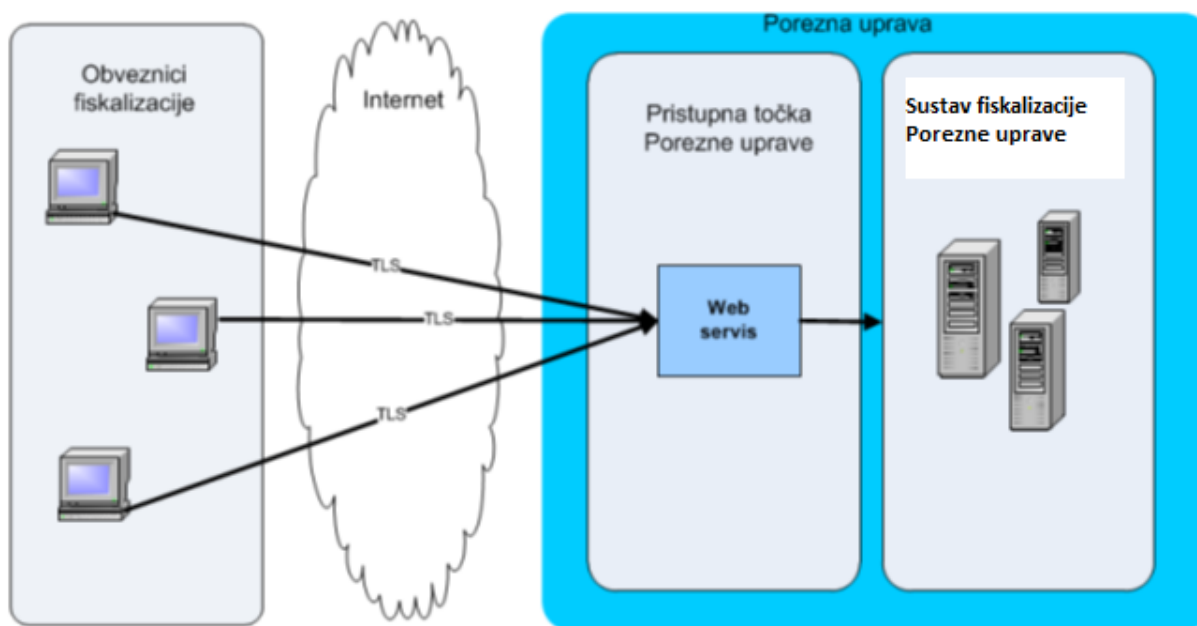 Obveznici
fiskalizacije
Internet
Porezna uprava
Pristupna točka
Porezne uprave
Sustav fiskalizacije
Porezne uprave
TLS
TLS
TLS
Web
servis